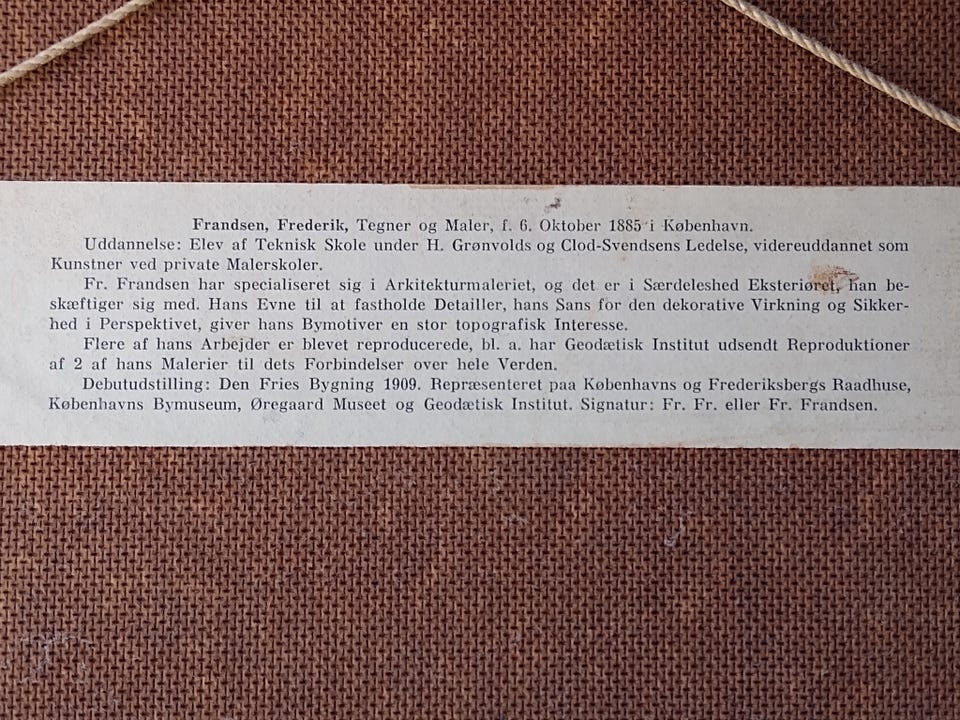 Frandsen, Frederik, Tegner og Maler, f. 6. Oktober 1885 i København.
Uddannelse: Elev af Teknisk Skole under H. Grønvolds og Clod-Svendsens Ledelse, videreuddannet som
Kunstner ved private Malerskoler.
Fr. Frandsen har specialiseret sig i Arkitekturmaleriet, og det er i Særdeleshed Eksteriøret, han be-
skæftiger sig med. Hans Evne til at fastholde Detailler, hans Sans for den dekorative Virkning og Sikker-
hed i Perspektivet, giver hans Bymotiver en stor topografisk Interesse.
Flere af hans Arbejder er blevet reproducerede, bl. a. har Geodætisk Institut udsendt Reproduktioner
af 2 af hans Malerier til dets Forbindelser over hele Verden.
Debutudstilling: Den Fries Bygning 1909. Repræsenteret paa Københavns og Frederiksbergs Raadhuse,
Københavns Bymuseum, Øregaard Museet og Geodætisk Institut. Signatur: Fr. Fr. eller Fr. Frandsen.